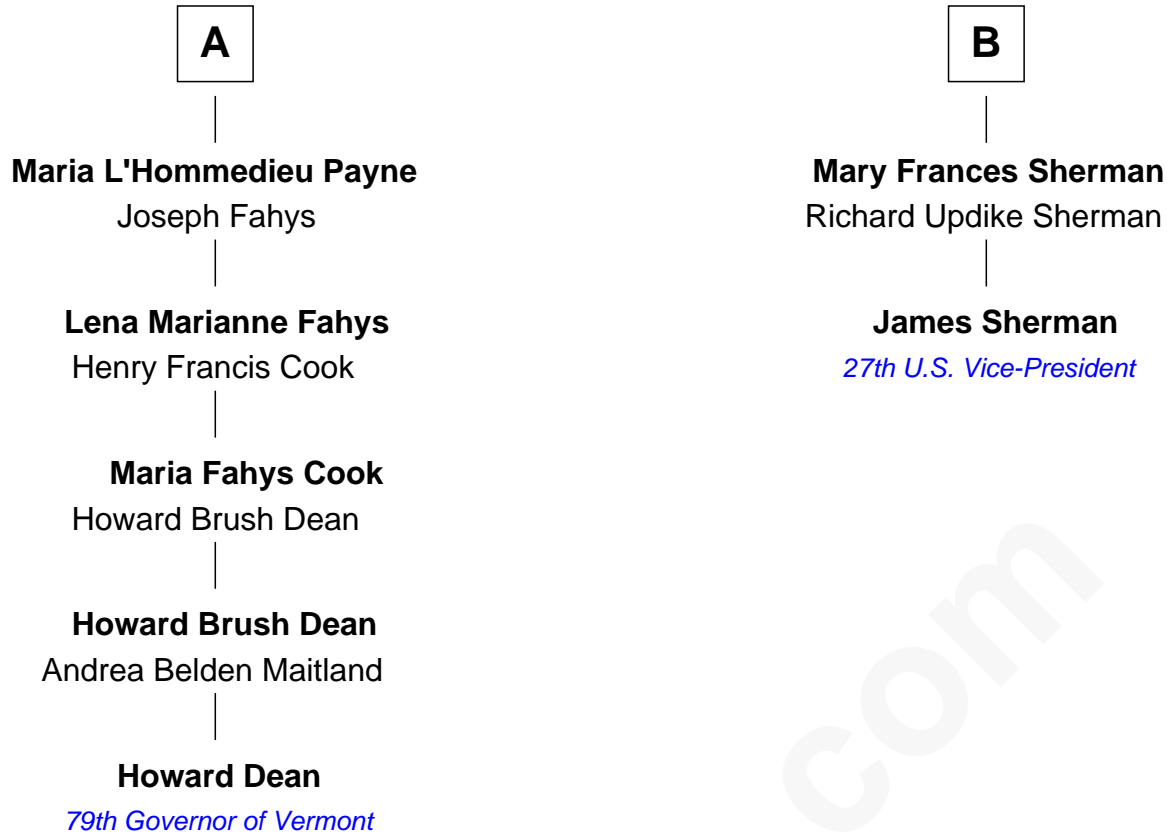 A
Maria L'Hommedieu Payne
Joseph Fahys
Lena Marianne Fahys
Henry Francis Cook
Maria Fahys Cook
Howard Brush Dean
Howard Brush Dean
Andrea Belden Maitland
Howard Dean
79th Governor of Vermont
B
Mary Frances Sherman
Richard Updike Sherman
James Sherman
27th U.S. Vice-President
com